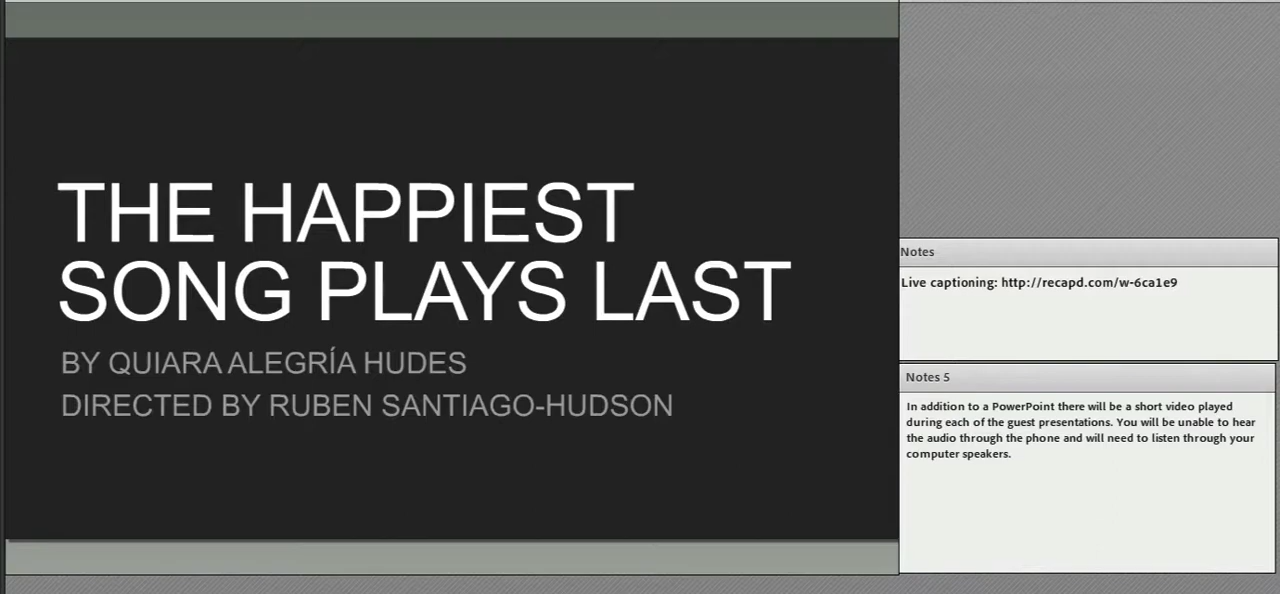 THE HAPPIEST
SONG PLAYS LAST
BY QUIARA ALEGRÍA HUDES
DIRECTED BY RUBEN SANTIAGO-HUDSON
Notes
Live captioning: http://recapd.com/w-6ca1e9
Notes 5
In addition to a PowerPoint there will be a short video played
during each of the guest presentations. You will be unable to hear
the audio through the phone and will need to listen through your
computer speakers.